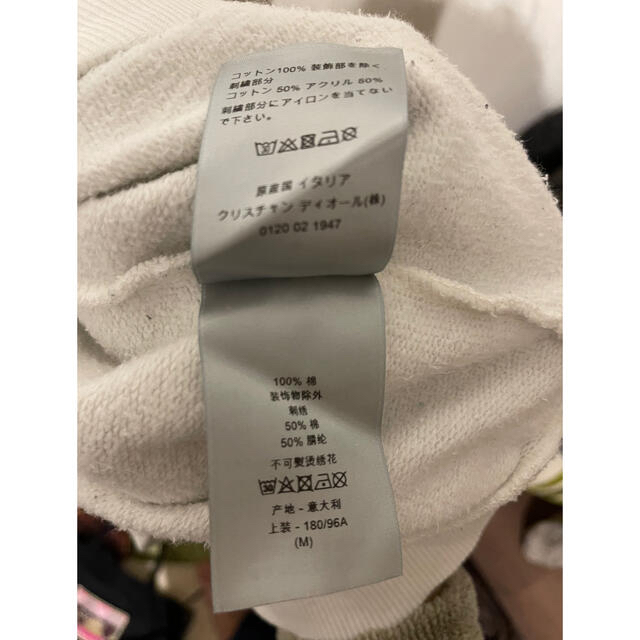 コットン100% 装飾部を除く
刺繍部分
コットン 50% アクリル 50%
刺繍部分にアイロンを当てない
で下さい。
原産国 イタリア
クリスチャン ディオール(株)
0120 02 1947
100% 棉
装饰物除外
刺绣
50% 棉
50% 腈纶
不可熨烫绣花
产地 - 意大利
上装 - 180/96A
(M)